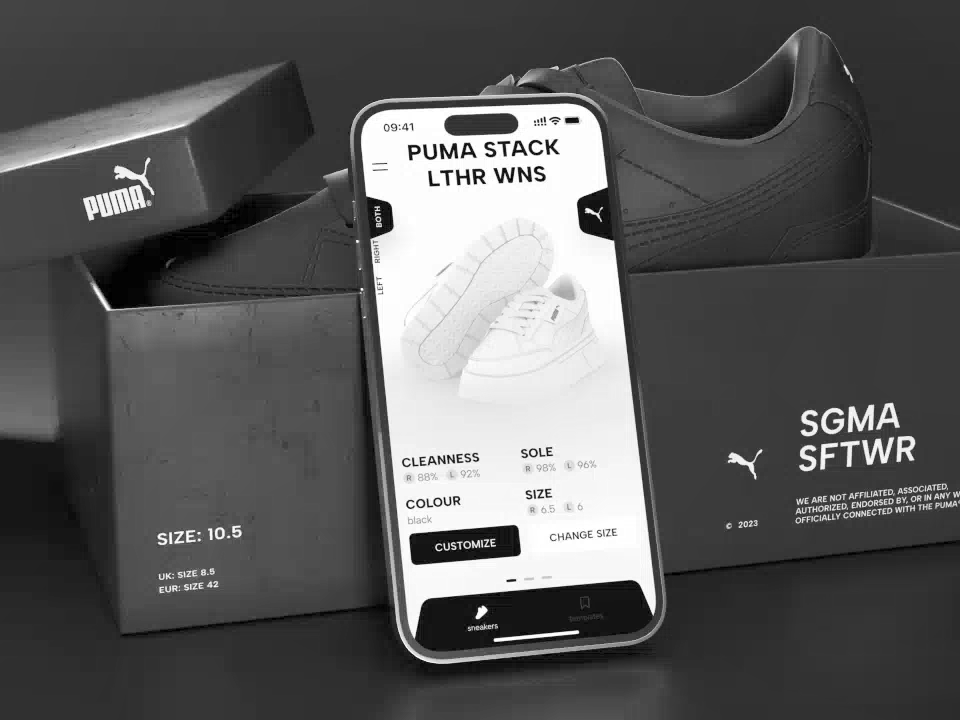 PUMA®
09:41
PUMA STACK
LTHR WNS
BOTH
RIGHT
LEFT
CLEANNESS
R 88% L 92%
SOLE
R 98% L 96%
COLOUR
black
SIZE
R 6.5 L 6
CUSTOMIZE
CHANGE SIZE
sneakers
templates
SIZE: 10.5
UK: SIZE 8.5
EUR: SIZE 42
SGMA
SFTWR
© 2023
WE ARE NOT AFFILIATED, ASSOCIATED,
AUTHORIZED, ENDORSED BY, OR IN ANY W
OFFICIALLY CONNECTED WITH THE PUMA